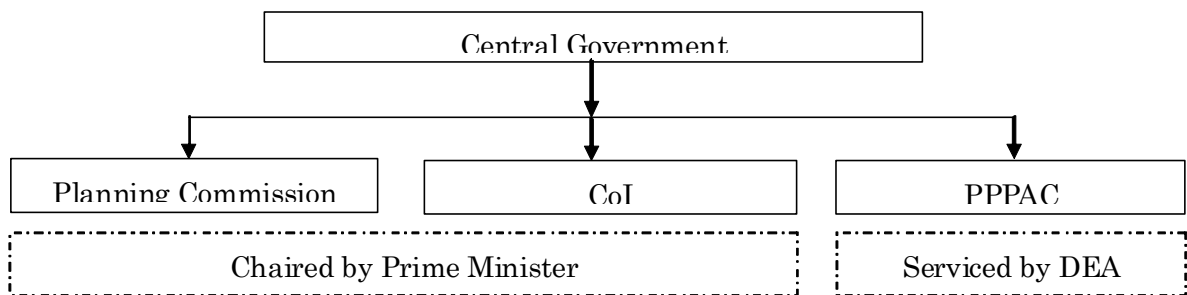 Central Government
Planning Commission
CoI
PPPAC
Chaired by Prime Minister
Serviced by DEA